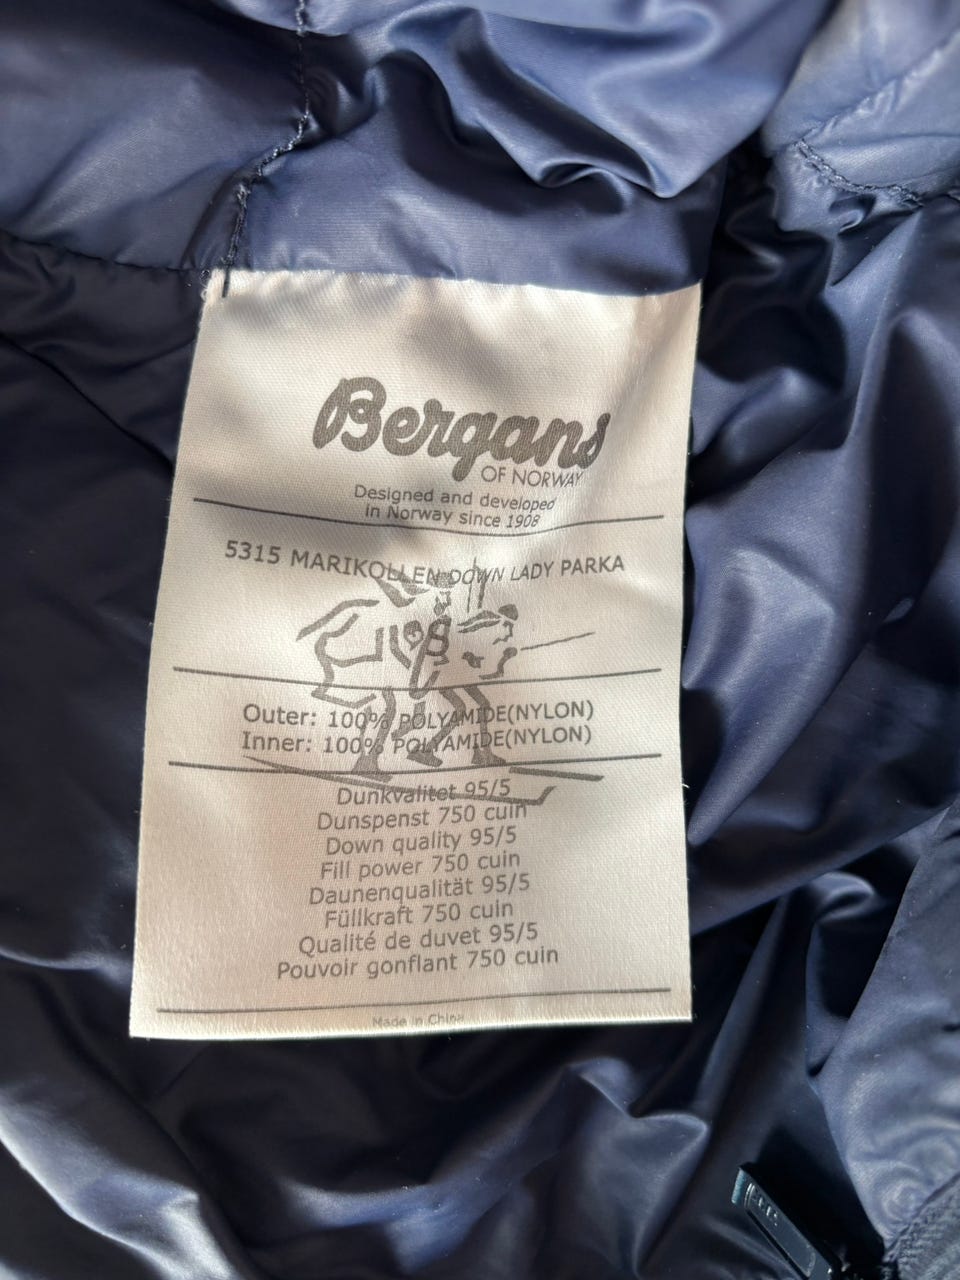 Bergans
OF NORWAY
Designed and developed
in Norway since 1908
5315 MARIKOLLEN DOWN LADY PARKA
Outer: 100% POLYAMIDE(NYLON)
Inner: 100% POLYAMIDE(NYLON)
Dunkvalitet 95/5
Dunspenst 750 cuin
Down quality 95/5
Fill power 750 cuin
Daunenqualität 95/5
Füllkraft 750 cuin
Qualité de duvet 95/5
Pouvoir gonflant 750 cuin
Made in China